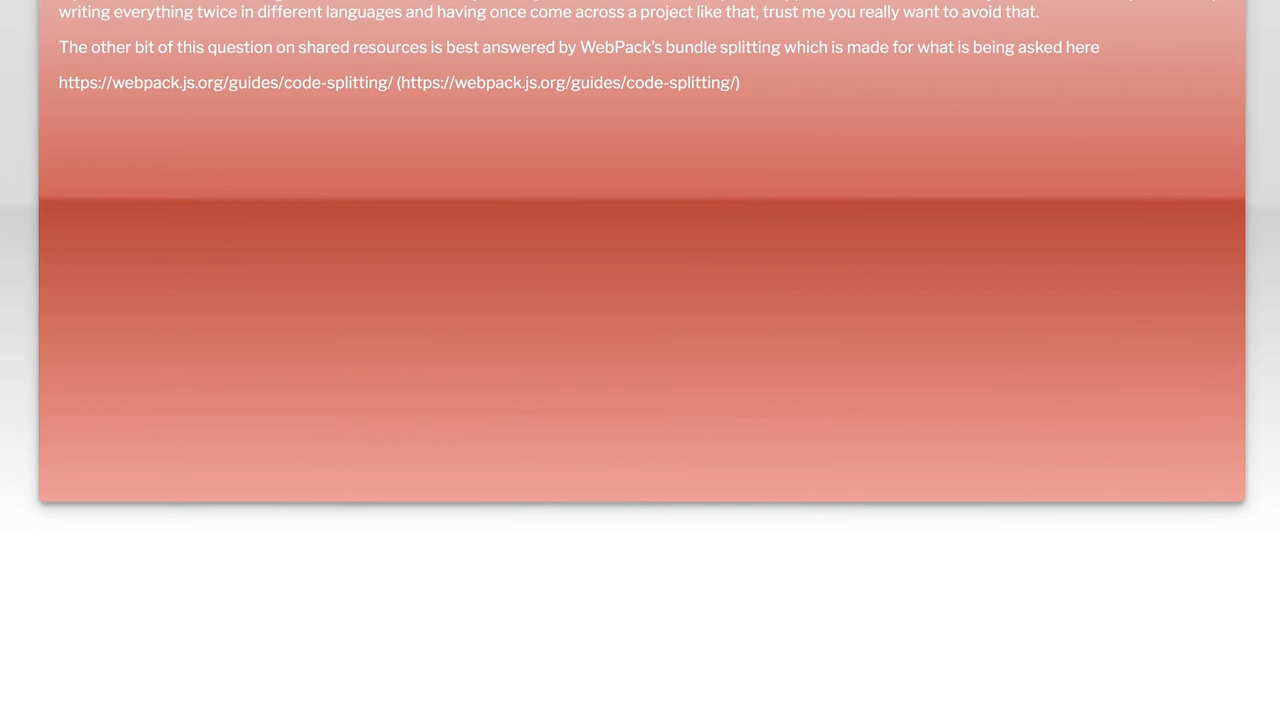 writing everything twice in different languages and having once come across a project like that, trust me you really want to avoid that.
The other bit of this question on shared resources is best answered by WebPack’s bundle splitting which is made for what is being asked here
https://webpack.js.org/guides/code-splitting/ (https://webpack.js.org/guides/code-splitting/)